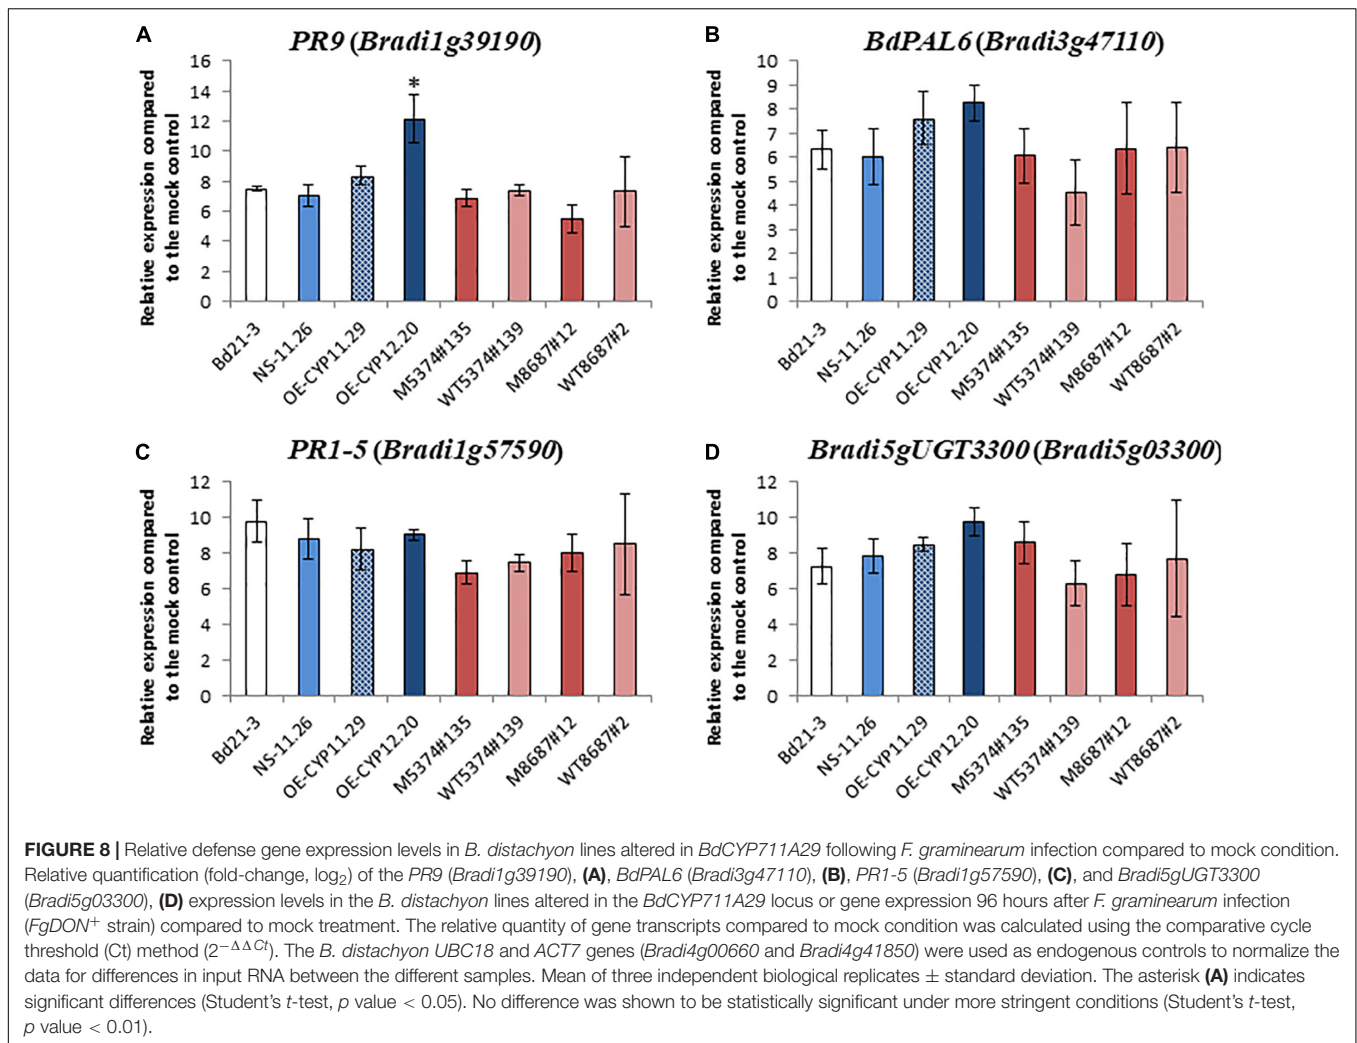 A
PR9 (Bradi1g39190)
Relative expression compared
to the mock control
16
14
12
10
8
6
4
2
0
*
Bd21-3
NS-11.26
OE-CYP11.29
OE-CYP12.20
M5374#135
WT5374#139
M8687#12
WT8687#2
B
BdPAL6 (Bradi3g47110)
Relative expression compared
to the mock control
10
9
8
7
6
5
4
3
2
1
0
Bd21-3
NS-11.26
OE-CYP11.29
OE-CYP12.20
M5374#135
WT5374#139
M8687#12
WT8687#2
C
PR1-5 (Bradi1g57590)
Relative expression compared
to the mock control
12
10
8
6
4
2
0
Bd21-3
NS-11.26
OE-CYP11.29
OE-CYP12.20
M5374#135
WT5374#139
M8687#12
WT8687#2
D
Bradi5gUGT3300 (Bradi5g03300)
Relative expression compared
to the mock control
12
10
8
6
4
2
0
Bd21-3
NS-11.26
OE-CYP11.29
OE-CYP12.20
M5374#135
WT5374#139
M8687#12
WT8687#2
FIGURE 8 | Relative defense gene expression levels in B. distachyon lines altered in BdCYP711A29 following F. graminearum infection compared to mock condition.
Relative quantification (fold-change, log₂) of the PR9 (Bradi1g39190), (A), BdPAL6 (Bradi3g47110), (B), PR1-5 (Bradi1g57590), (C), and Bradi5gUGT3300
(Bradi5g03300), (D) expression levels in the B. distachyon lines altered in the BdCYP711A29 locus or gene expression 96 hours after F. graminearum infection
(FgDON⁺ strain) compared to mock treatment. The relative quantity of gene transcripts compared to mock condition was calculated using the comparative cycle
threshold (Ct) method (2^−ΔΔCt). The B. distachyon UBC18 and ACT7 genes (Bradi4g00660 and Bradi4g41850) were used as endogenous controls to normalize the
data for differences in input RNA between the different samples. Mean of three independent biological replicates ± standard deviation. The asterisk (A) indicates
significant differences (Student's t-test, p value < 0.05). No difference was shown to be statistically significant under more stringent conditions (Student's t-test,
p value < 0.01).